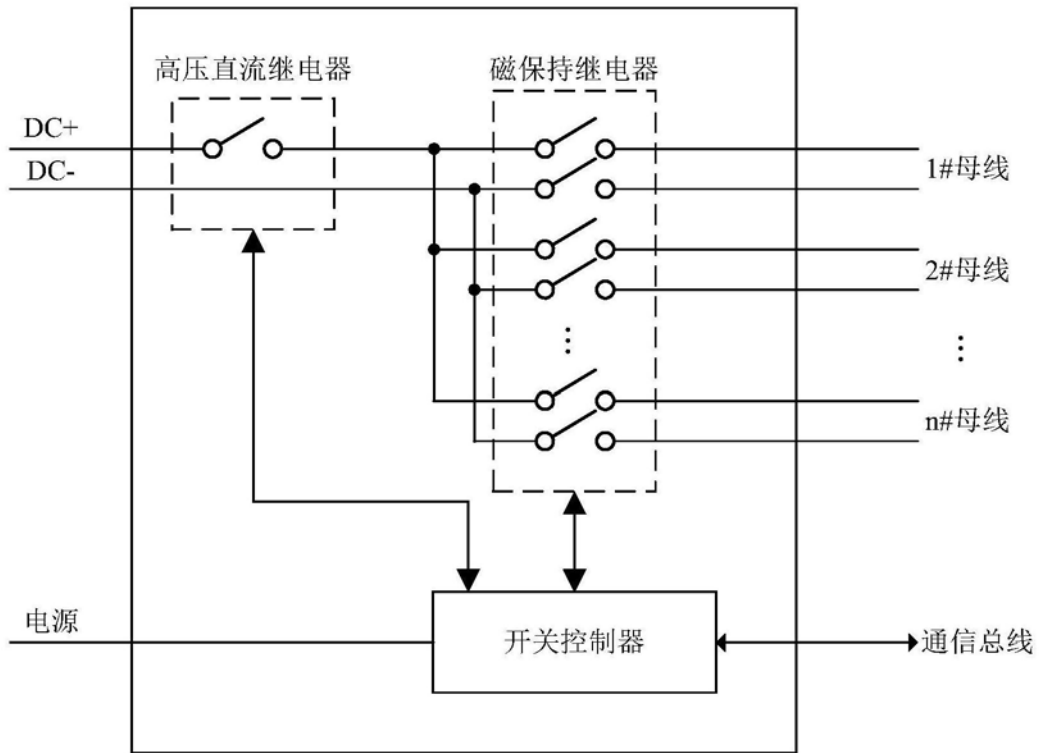 高压直流继电器
磁保持继电器
DC+
DC-
1#母线
2#母线
n#母线
电源
开关控制器
通信总线